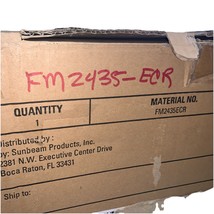 FM2435-ECR
QUANTITY MATERIAL NO.
1 FM2435ECR
Distributed by:
by: Sunbeam Products, Inc.
2381 N.W. Executive Center Drive
Boca Raton, FL 33431
Ship to: